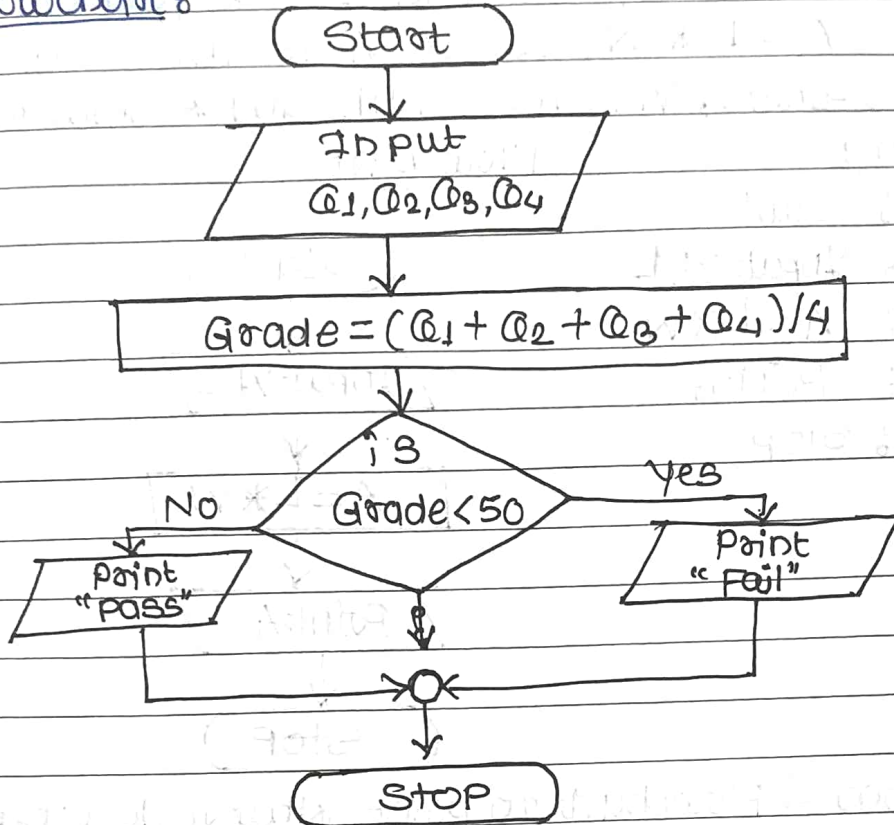 Start
Input
Q1, Q2, Q3, Q4
Grade = (Q1 + Q2 + Q3 + Q4) / 4
is
Grade < 50
No
Yes
Print
"PASS"
Print
"Fail"
STOP